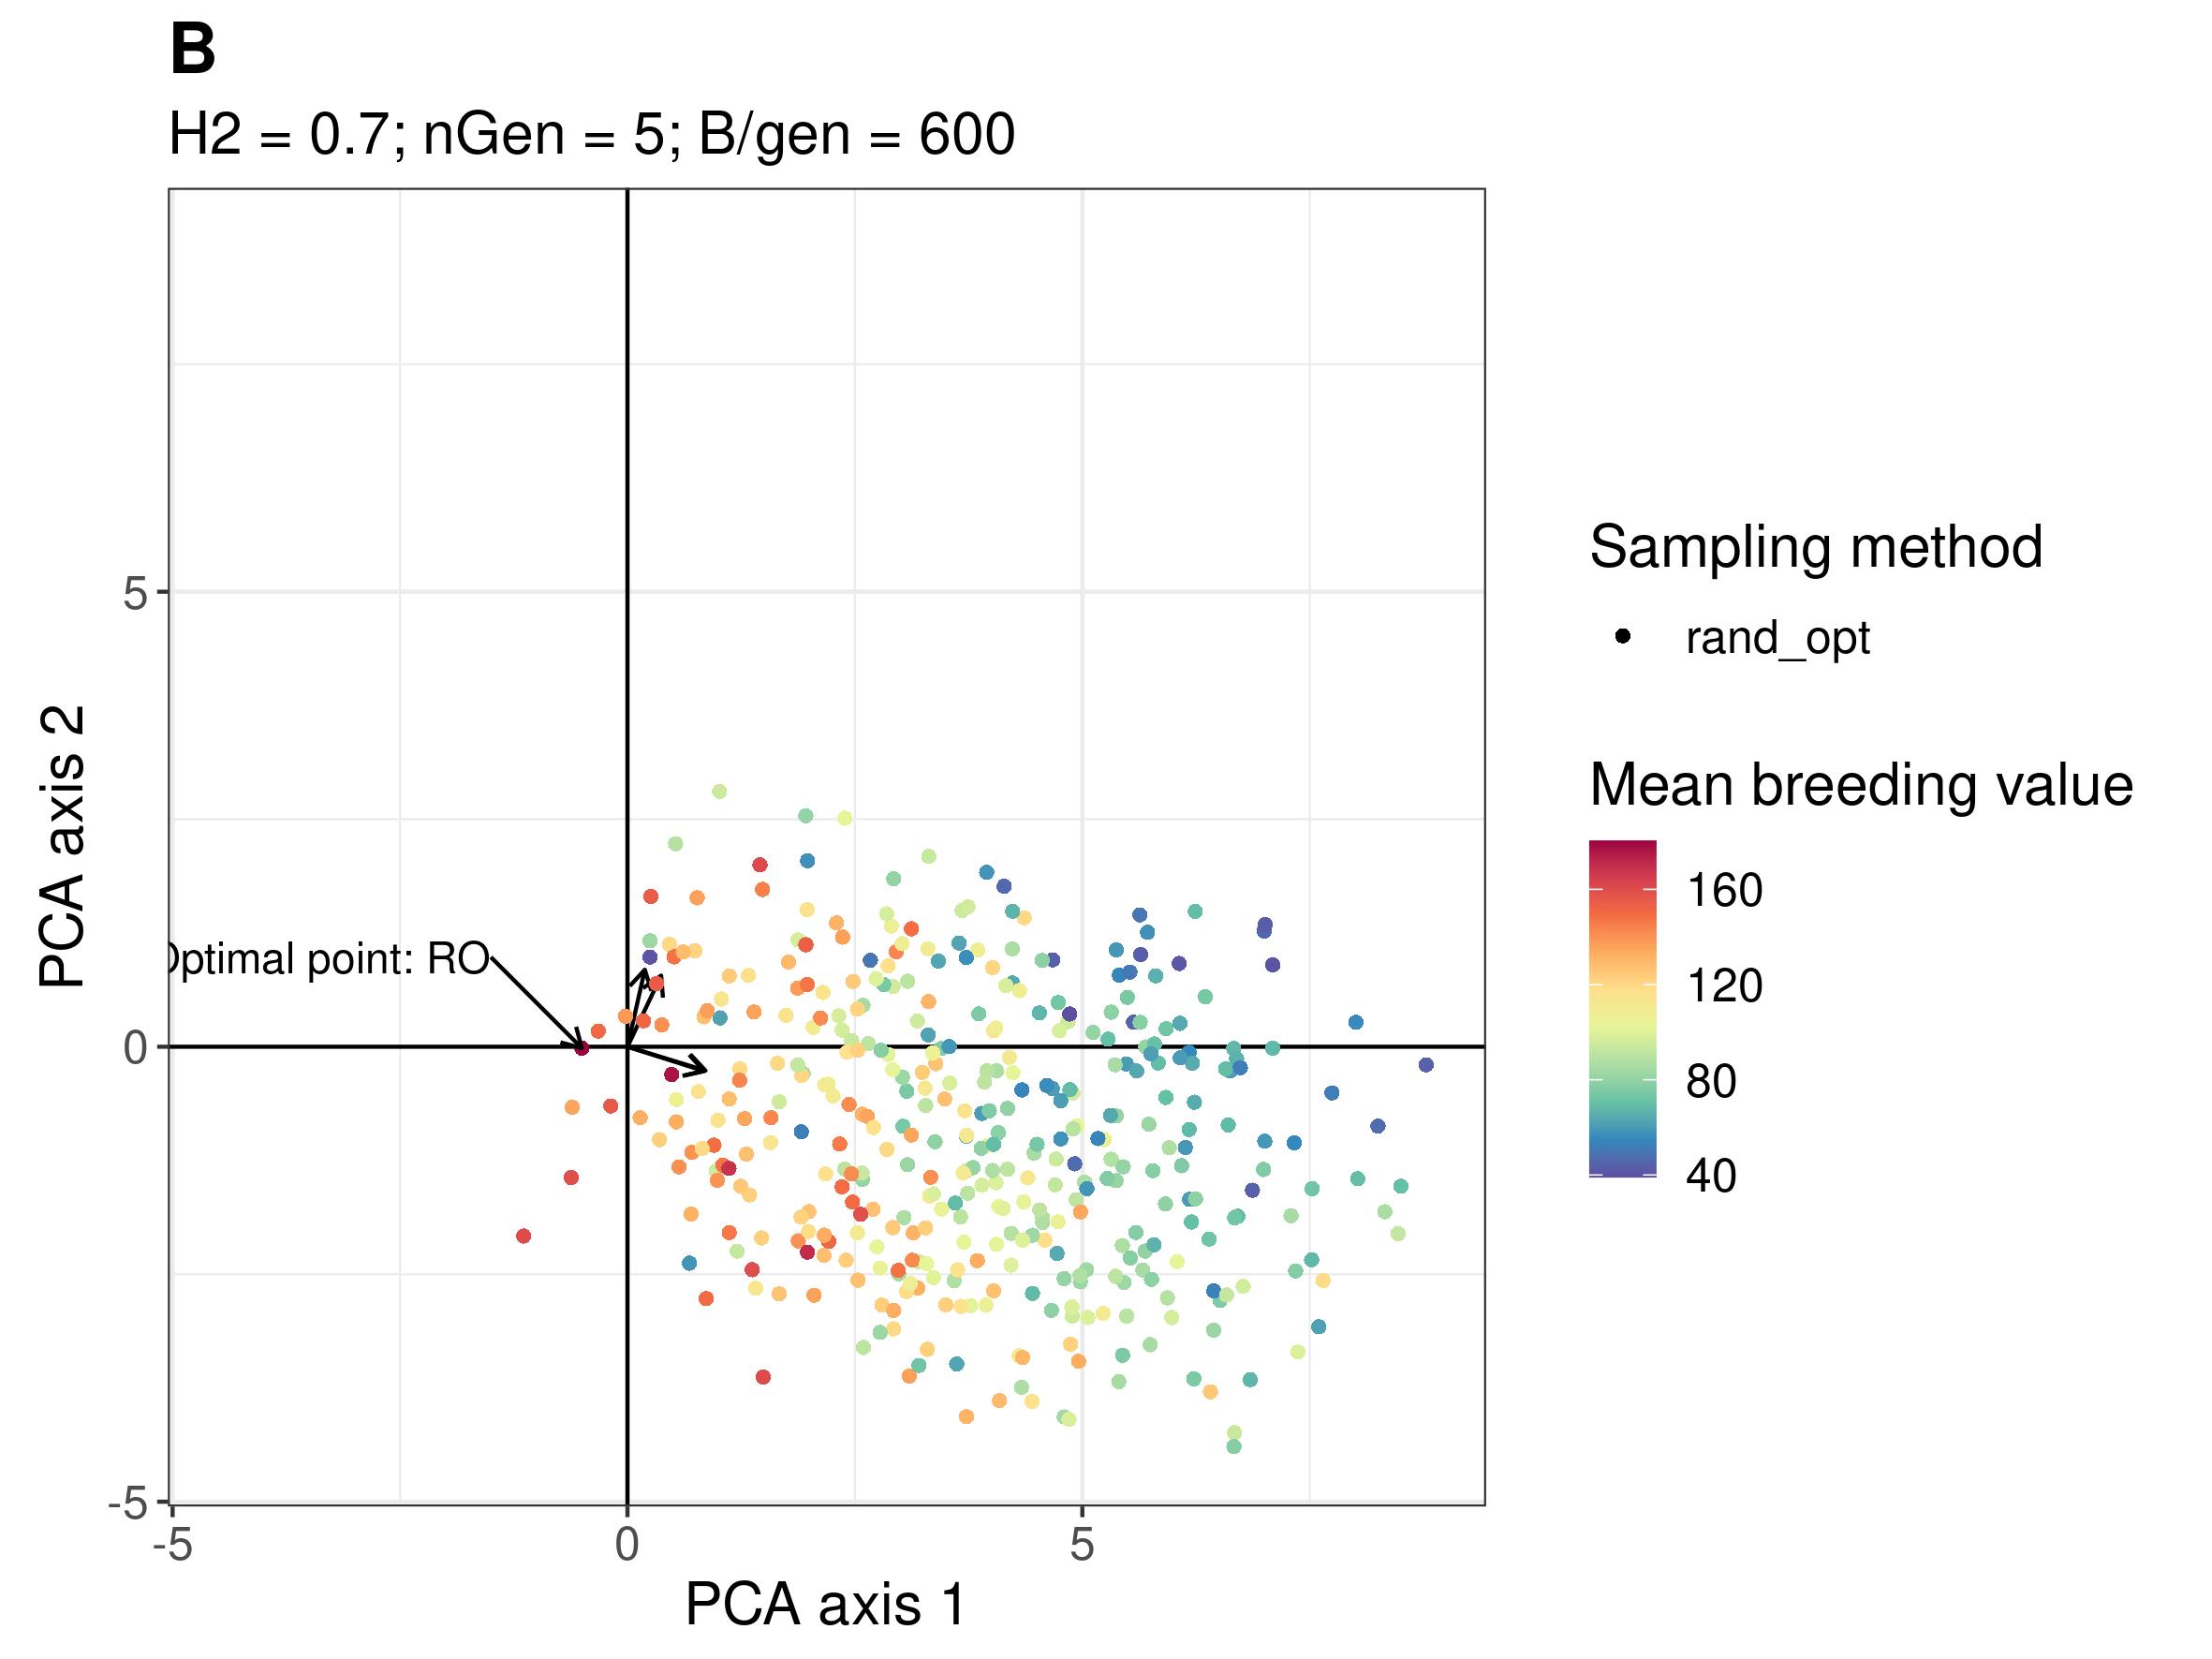 B
H2 = 0.7; nGen = 5; B/gen = 600
PCA axis 2
5
0
-5
-5
0
5
PCA axis 1
Optimal point: RO
Sampling method
rand_opt
Mean breeding value
160
120
80
40